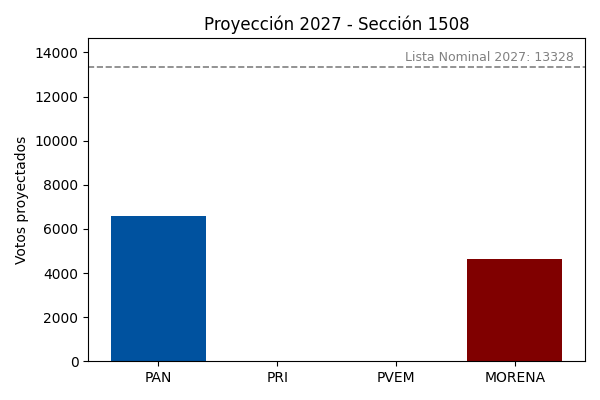 Proyección 2027 - Sección 1508
Votos proyectados
14000
12000
10000
8000
6000
4000
2000
0
Lista Nominal 2027: 13328
PAN PRI PVEM MORENA